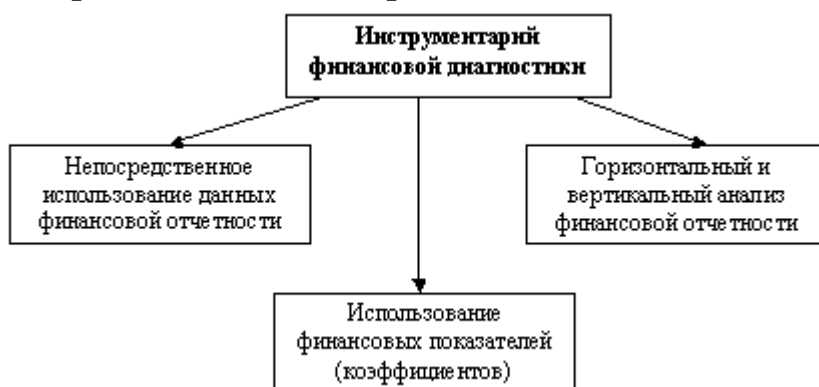 Инструментарий
финансовой диагностики
Непосредственное
использование данных
финансовой отчетности
Горизонтальный и
вертикальный анализ
финансовой отчетности
Использование
финансовых показателей
(коэффициентов)